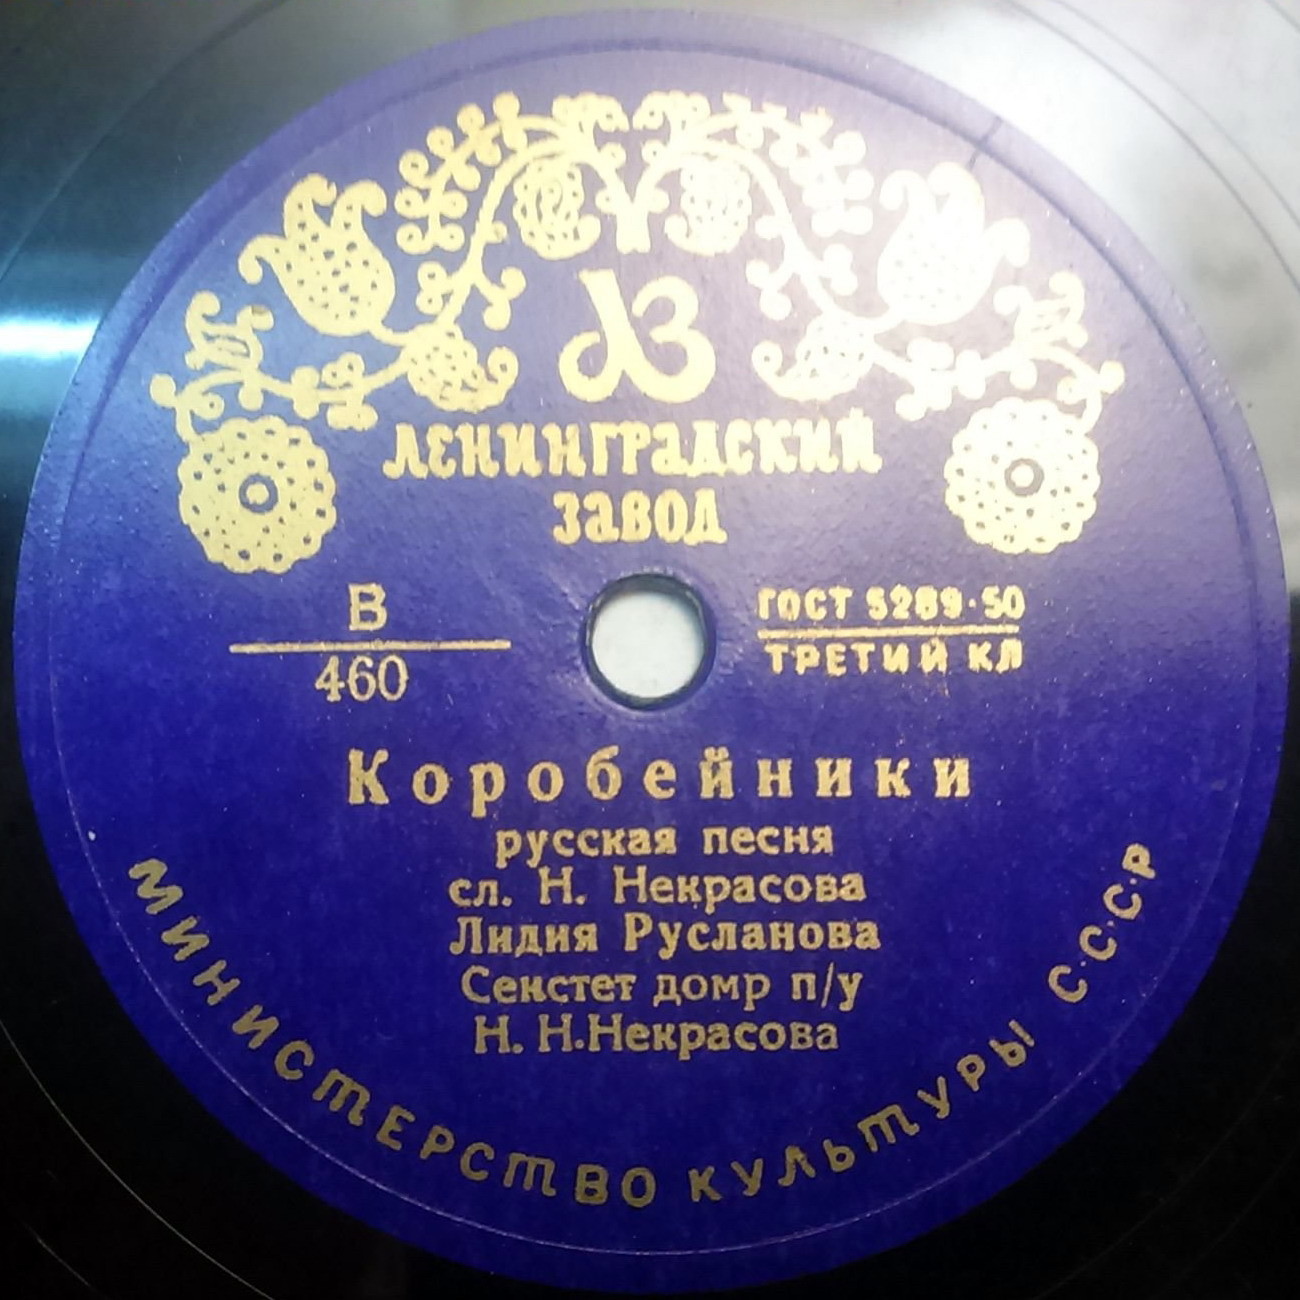 ЛЗ
ЛЕНИНГРАДСКИЙ
ЗАВОД
В
460
ГОСТ 5289·50
ТРЕТИЙ КЛ
Коробейники
русская песня
сл. Н. Некрасова
Лидия Русланова
Секстет домр п/у
Н. Н.Некрасова
МИНИСТЕРСТВО КУЛЬТУРЫ С·С·С·Р